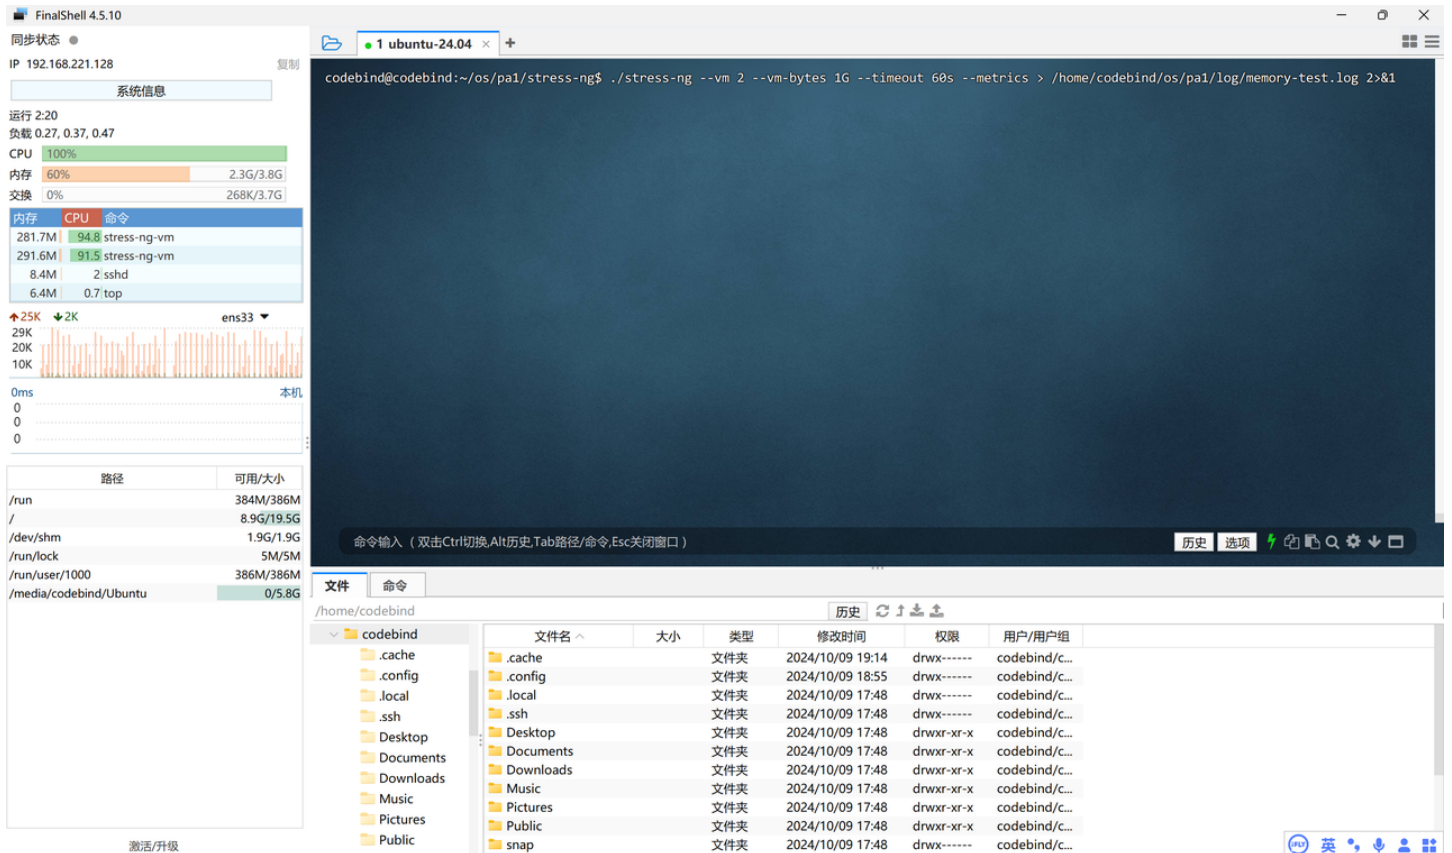 FinalShell 4.5.10
同步状态
IP 192.168.221.128 复制
系统信息
运行 2:20
负载 0.27, 0.37, 0.47
CPU 100%
内存 60% 2.3G/3.8G
交换 0% 268K/3.7G
内存 CPU 命令
281.7M 94.8 stress-ng-vm
291.6M 91.5 stress-ng-vm
8.4M 2 sshd
6.4M 0.7 top
25K 2K ens33
29K
20K
10K
0ms 本机
0
0
0
路径 可用/大小
/run 384M/386M
/ 8.9G/19.5G
/dev/shm 1.9G/1.9G
/run/lock 5M/5M
/run/user/1000 386M/386M
/media/codebind/Ubuntu 0/5.8G
激活/升级
1 ubuntu-24.04
codebind@codebind:~/os/pa1/stress-ng$ ./stress-ng --vm 2 --vm-bytes 1G --timeout 60s --metrics > /home/codebind/os/pa1/log/memory-test.log 2>&1
命令输入 ( 双击Ctrl切换,Alt历史,Tab路径/命令,Esc关闭窗口 ) 历史 选项
文件 命令
/home/codebind 历史
codebind
.cache
.config
.local
.ssh
Desktop
Documents
Downloads
Music
Pictures
Public
文件名 大小 类型 修改时间 权限 用户/用户组
.cache 文件夹 2024/10/09 19:14 drwx------ codebind/c...
.config 文件夹 2024/10/09 18:55 drwx------ codebind/c...
.local 文件夹 2024/10/09 17:48 drwx------ codebind/c...
.ssh 文件夹 2024/10/09 17:48 drwx------ codebind/c...
Desktop 文件夹 2024/10/09 17:48 drwxr-xr-x codebind/c...
Documents 文件夹 2024/10/09 17:48 drwxr-xr-x codebind/c...
Downloads 文件夹 2024/10/09 17:48 drwxr-xr-x codebind/c...
Music 文件夹 2024/10/09 17:48 drwxr-xr-x codebind/c...
Pictures 文件夹 2024/10/09 17:48 drwxr-xr-x codebind/c...
Public 文件夹 2024/10/09 17:48 drwxr-xr-x codebind/c...
snap 文件夹 2024/10/09 17:48 drwx------ codebind/c...
iFLY 英